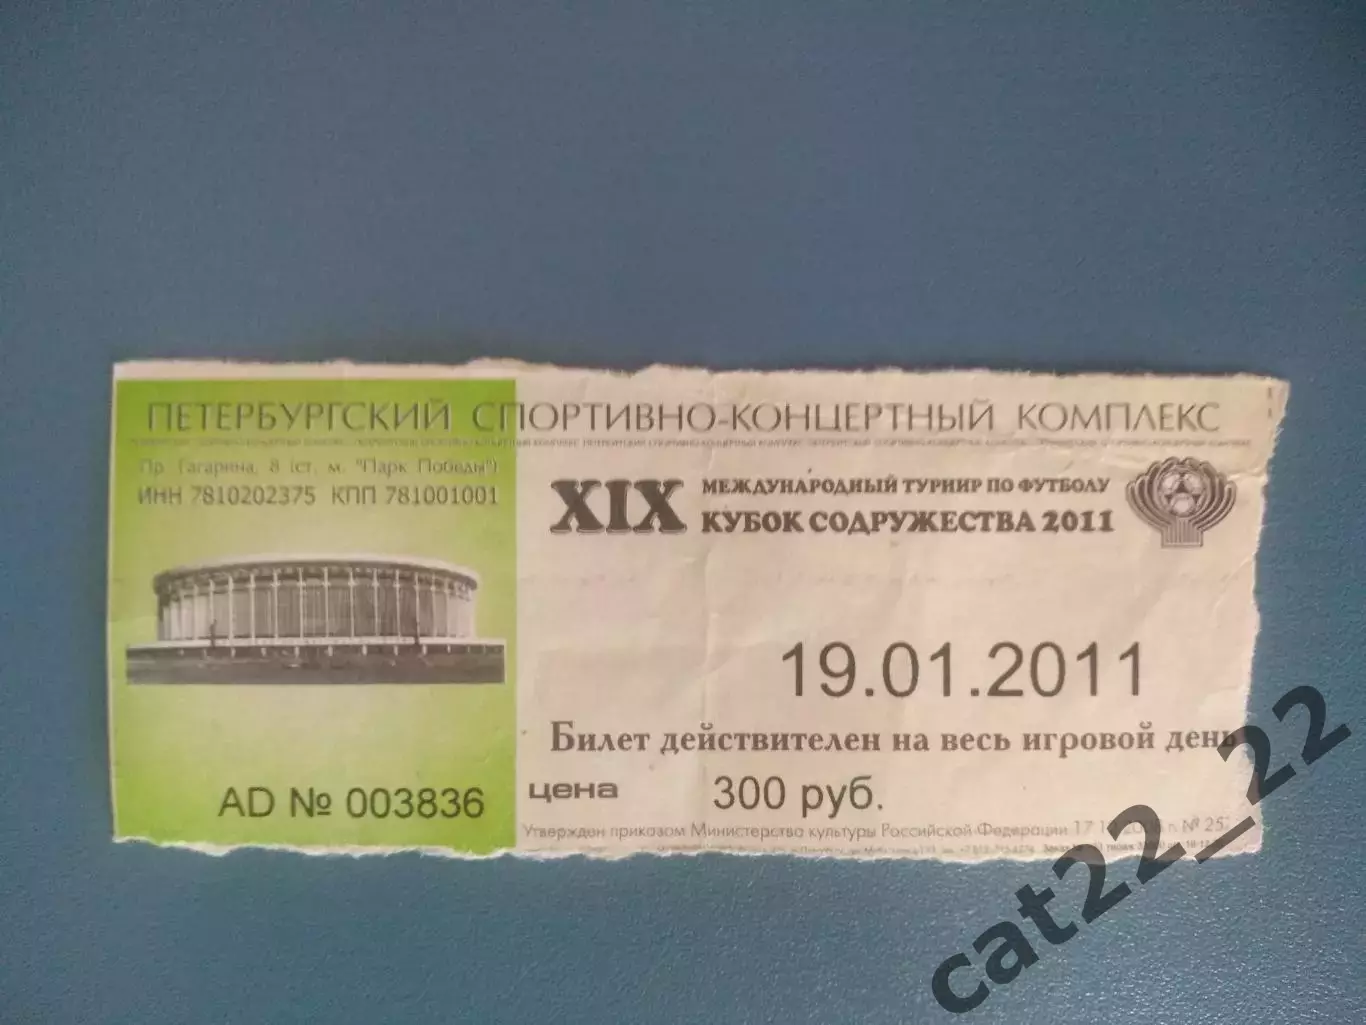 ПЕТЕРБУРГСКИЙ СПОРТИВНО-КОНЦЕРТНЫЙ КОМПЛЕКС
Пр. Гагарина, 8 (ст. м. "Парк Победы")
ИНН 7810202375 КПП 781001001
XIX МЕЖДУНАРОДНЫЙ ТУРНИР ПО ФУТБОЛУ
КУБОК СОДРУЖЕСТВА 2011
19.01.2011
Билет действителен на весь игровой день
AD № 003836
цена 300 руб.
Утвержден приказом Министерства культуры Российской Федерации 17 г. №
cat22_22